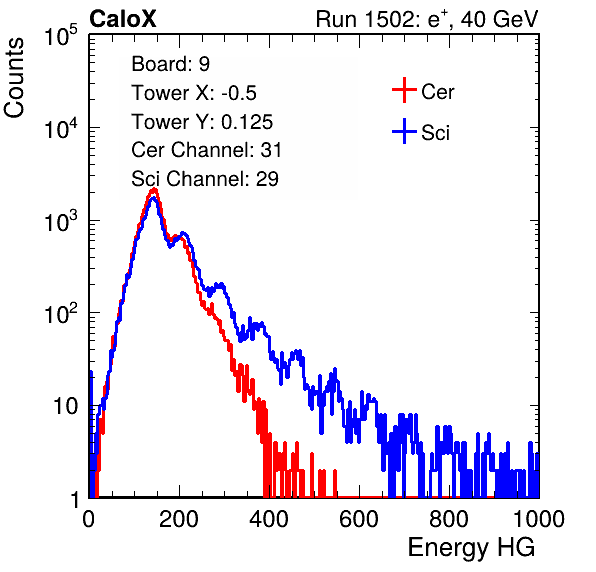 CaloX
Run 1502: e⁺, 40 GeV
Counts
10⁵
10⁴
10³
10²
10
1
Board: 9
Tower X: -0.5
Tower Y: 0.125
Cer Channel: 31
Sci Channel: 29
Cer
Sci
0 200 400 600 800 1000
Energy HG